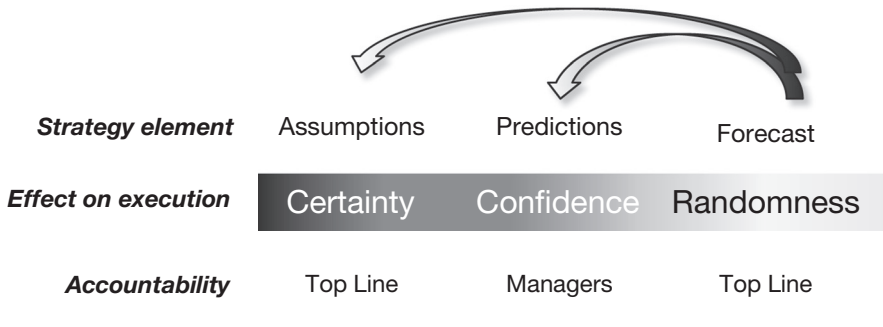 Strategy element Assumptions Predictions Forecast
Effect on execution Certainty Confidence Randomness
Accountability Top Line Managers Top Line